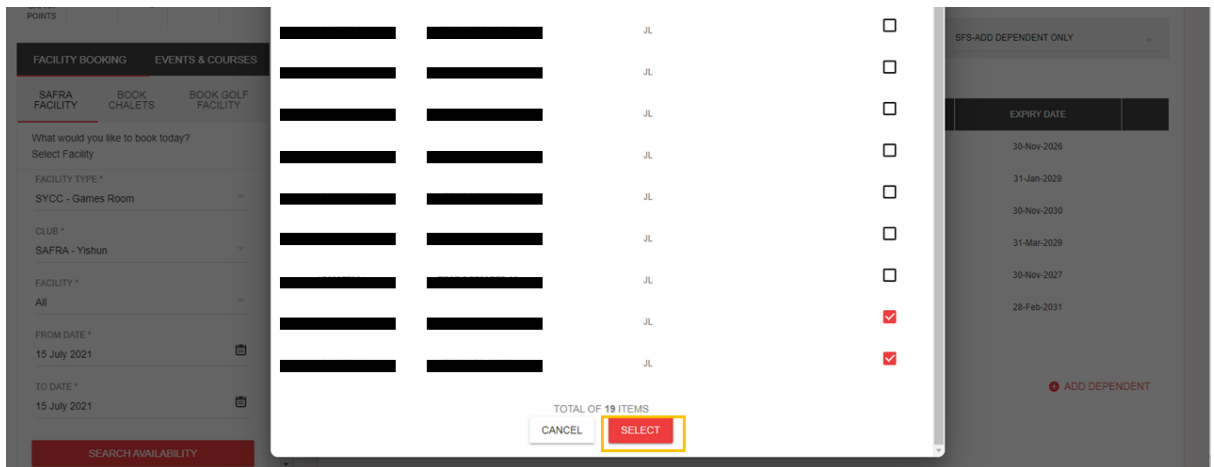 POINTS
FACILITY BOOKING
EVENTS & COURSES
SAFRA
FACILITY
BOOK
CHALETS
BOOK GOLF
FACILITY
What would you like to book today?
Select Facility
FACILITY TYPE *
SYCC - Games Room
CLUB *
SAFRA - Yishun
FACILITY *
All
FROM DATE *
15 July 2021
TO DATE *
15 July 2021
SEARCH AVAILABILITY
JL
JL
JL
JL
JL
JL
JL
JL
JL
TOTAL OF 19 ITEMS
CANCEL
SELECT
SFS-ADD DEPENDENT ONLY
EXPIRY DATE
30-Nov-2026
31-Jan-2029
30-Nov-2030
31-Mar-2029
30-Nov-2027
28-Feb-2031
ADD DEPENDENT